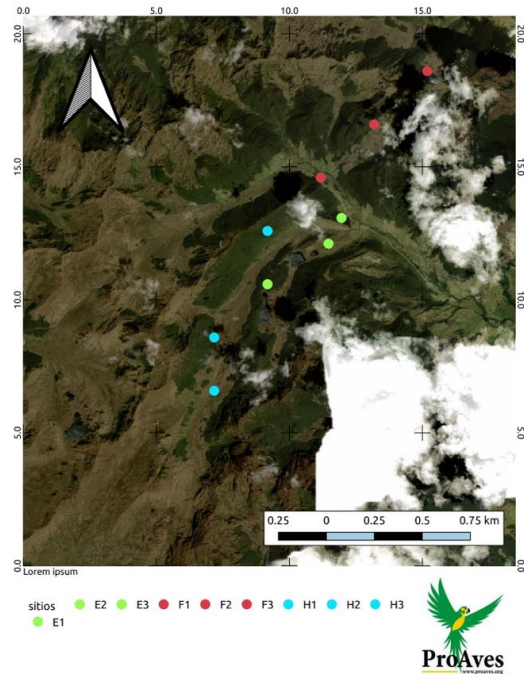 0.0 5.0 10.0 15.0
20.0 20.0
15.0 15.0
10.0 10.0
5.0 5.0
0.25 0 0.25 0.5 0.75 km
0.0 0.0
Lorem ipsum
sitios E2 E3 F1 F2 F3 H1 H2 H3
E1
ProAves
www.proaves.org